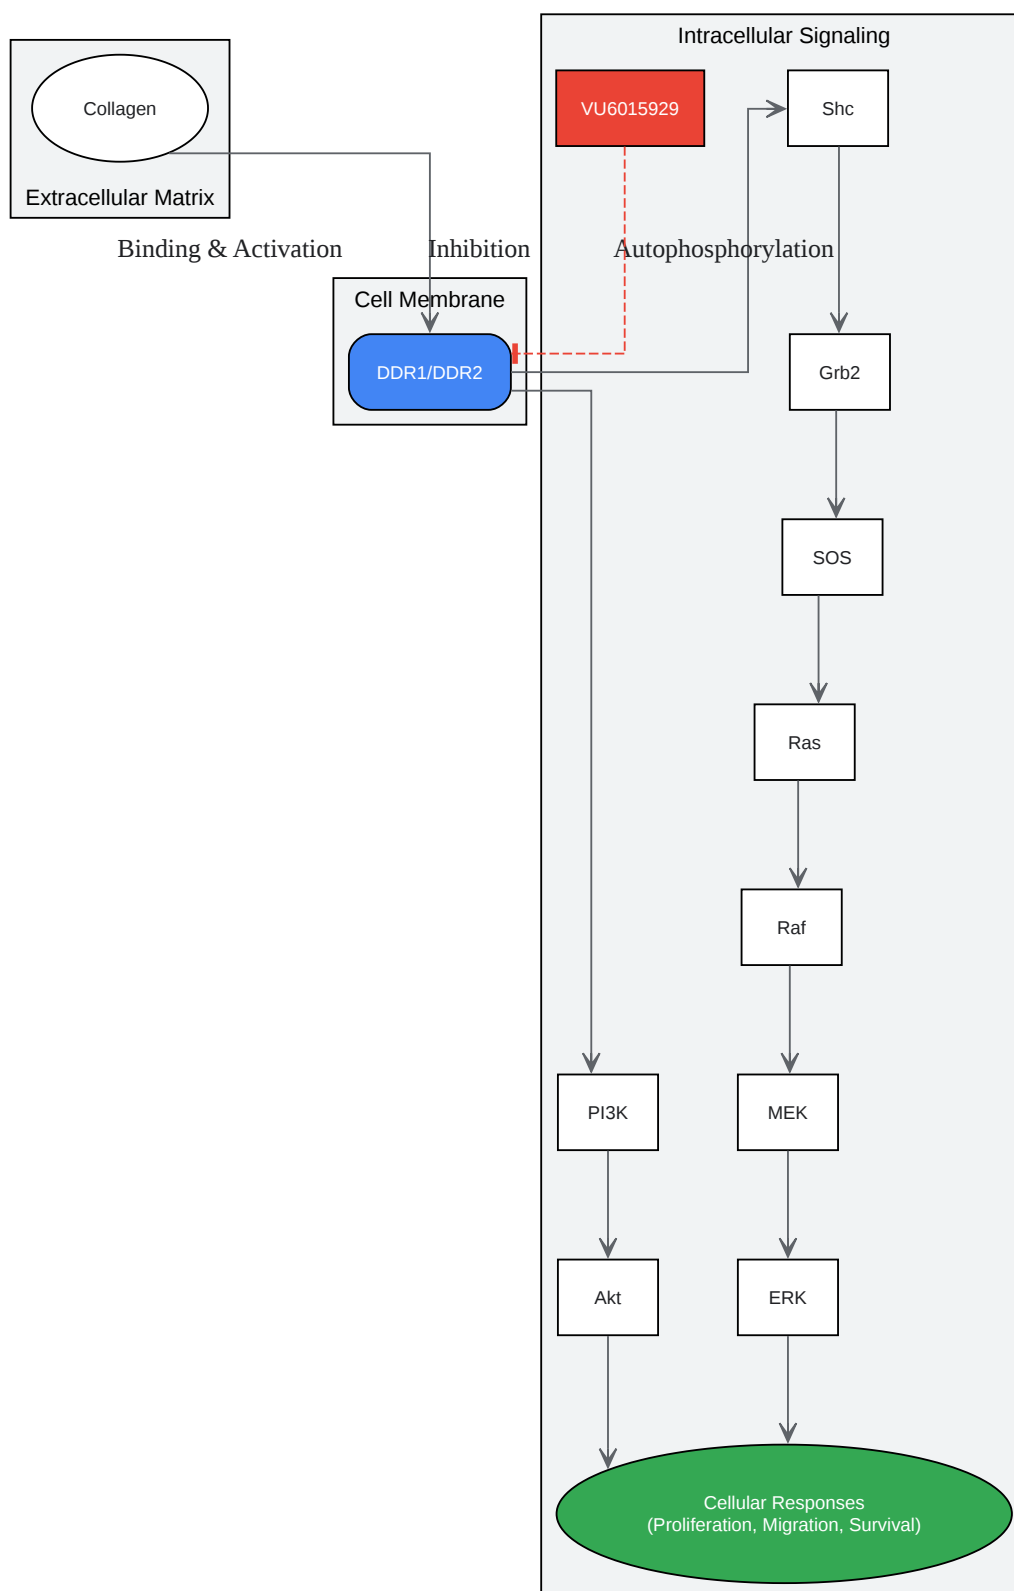 Intracellular Signaling
Collagen
VU6015929
Shc
Extracellular Matrix
Binding & Activation
Inhibition
Autophosphorylation
Cell Membrane
DDR1/DDR2
Grb2
SOS
Ras
Raf
PI3K
MEK
Akt
ERK
Cellular Responses
(Proliferation, Migration, Survival)